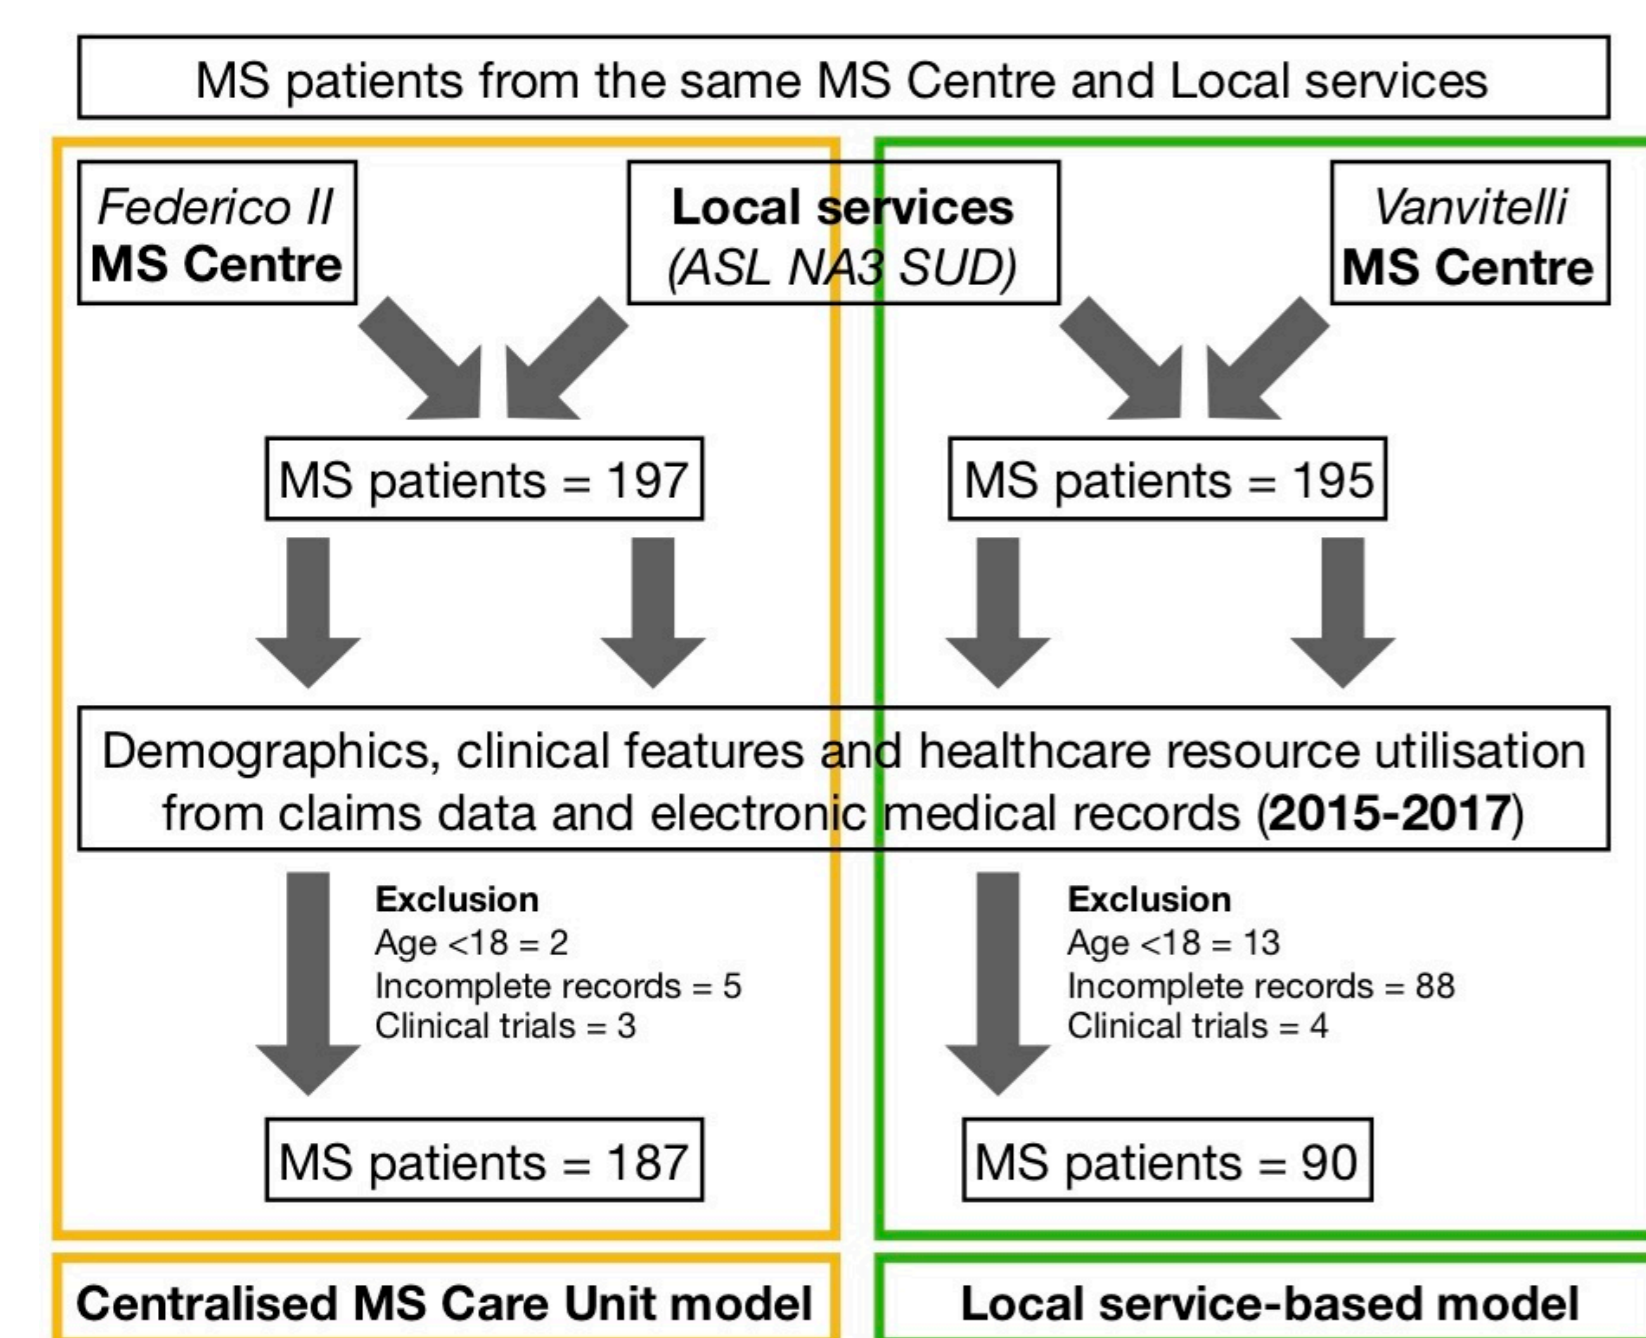 MS patients from the same MS Centre and Local services
Federico II
MS Centre
Local services
(ASL NA3 SUD)
Vanvitelli
MS Centre
MS patients = 197
MS patients = 195
Demographics, clinical features and healthcare resource utilisation
from claims data and electronic medical records (2015-2017)
Exclusion
Age <18 = 2
Incomplete records = 5
Clinical trials = 3
Exclusion
Age <18 = 13
Incomplete records = 88
Clinical trials = 4
MS patients = 187
MS patients = 90
Centralised MS Care Unit model
Local service-based model